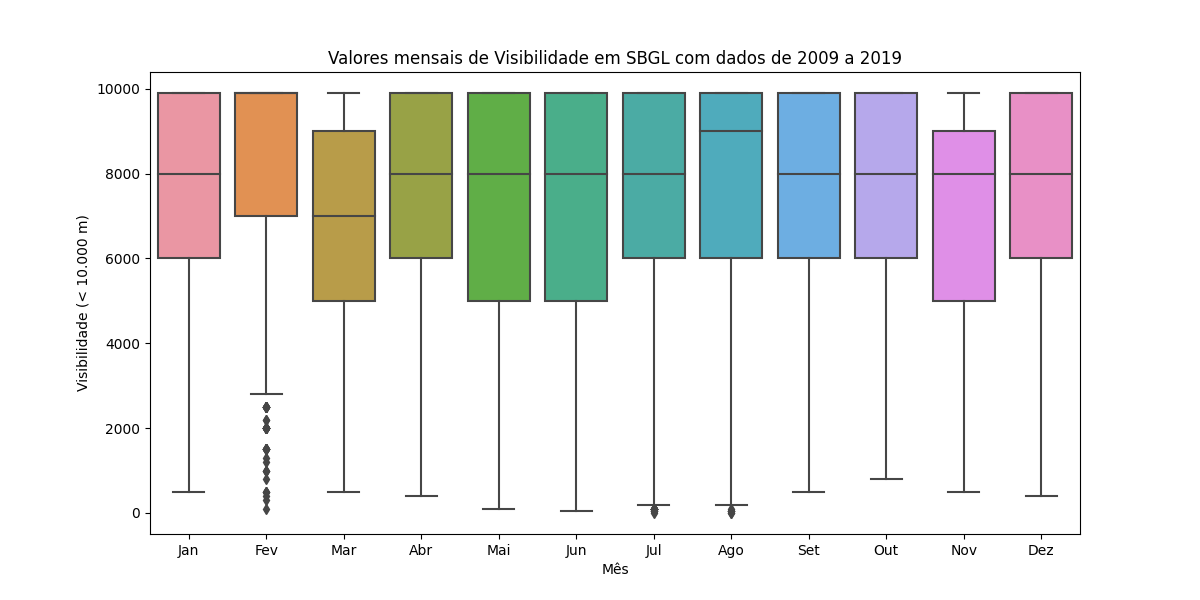 Valores mensais de Visibilidade em SBGL com dados de 2009 a 2019
Visibilidade (< 10.000 m)
10000
8000
6000
4000
2000
0
Jan Fev Mar Abr Mai Jun Jul Ago Set Out Nov Dez
Mês